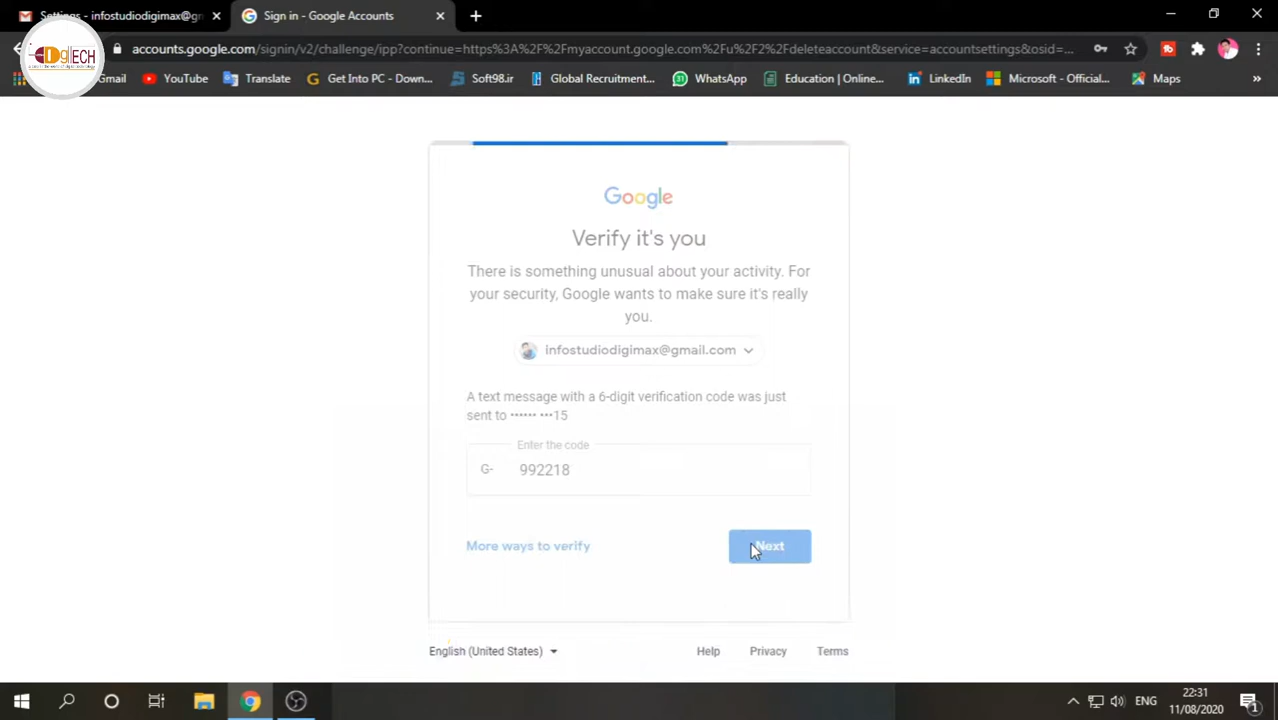 Settings - infostudiodigimax@gm
Sign in - Google Accounts
accounts.google.com/signin/v2/challenge/ipp?continue=https%3A%2F%2Fmyaccount.google.com%2Fu%2F2%2Fdeleteaccount&service=accountsettings&osid=...
DigiTECH
Gmail YouTube Translate Get Into PC - Down... Soft98.ir Global Recruitment... WhatsApp Education | Online... LinkedIn Microsoft - Official... Maps »
Google
Verify it's you
There is something unusual about your activity. For
your security, Google wants to make sure it's really
you.
infostudiodigimax@gmail.com
A text message with a 6-digit verification code was just
sent to •••••• •••15
Enter the code
G- 992218
More ways to verify
Next
English (United States)
Help Privacy Terms
ENG
22:31
11/08/2020
1